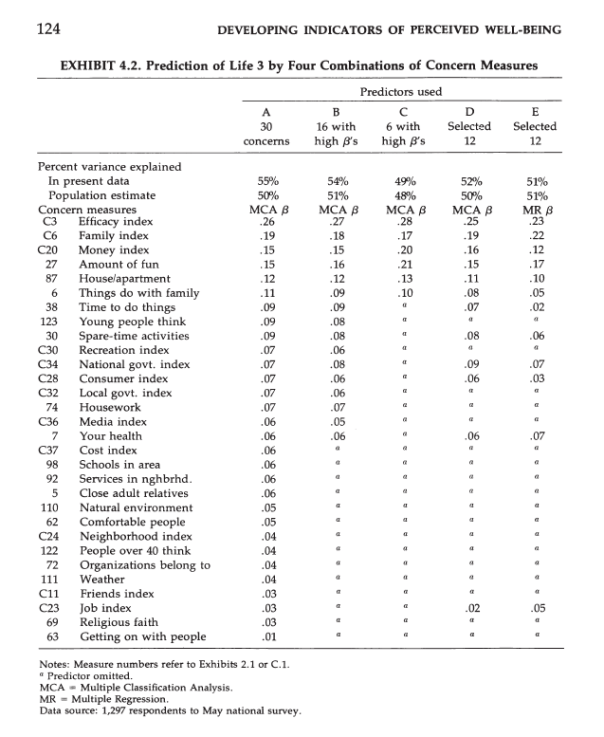 124 DEVELOPING INDICATORS OF PERCEIVED WELL-BEING
EXHIBIT 4.2. Prediction of Life 3 by Four Combinations of Concern Measures
Predictors used
A B C D E
30 16 with 6 with Selected Selected
concerns high β's high β's 12 12
Percent variance explained
In present data 55% 54% 49% 52% 51%
Population estimate 50% 51% 48% 50% 51%
Concern measures MCA β MCA β MCA β MCA β MR β
C3 Efficacy index .26 .27 .28 .25 .23
C6 Family index .19 .18 .17 .19 .22
C20 Money index .15 .15 .20 .16 .12
27 Amount of fun .15 .16 .21 .15 .17
87 House/apartment .12 .12 .13 .11 .10
6 Things do with family .11 .09 .10 .08 .05
38 Time to do things .09 .09 a .07 .02
123 Young people think .09 .08 a a a
30 Spare-time activities .09 .08 a .08 .06
C30 Recreation index .07 .06 a a a
C34 National govt. index .07 .08 a .09 .07
C28 Consumer index .07 .06 a .06 .03
C32 Local govt. index .07 .06 a a a
74 Housework .07 .07 a a a
C36 Media index .06 .05 a a a
7 Your health .06 .06 a .06 .07
C37 Cost index .06 a a a a
98 Schools in area .06 a a a a
92 Services in nghbrhd. .06 a a a a
5 Close adult relatives .06 a a a a
110 Natural environment .05 a a a a
62 Comfortable people .05 a a a a
C24 Neighborhood index .04 a a a a
122 People over 40 think .04 a a a a
72 Organizations belong to .04 a a a a
111 Weather .04 a a a a
C11 Friends index .03 a a a a
C23 Job index .03 a a .02 .05
69 Religious faith .03 a a a a
63 Getting on with people .01 a a a a
Notes: Measure numbers refer to Exhibits 2.1 or C.1.
a Predictor omitted.
MCA = Multiple Classification Analysis.
MR = Multiple Regression.
Data source: 1,297 respondents to May national survey.